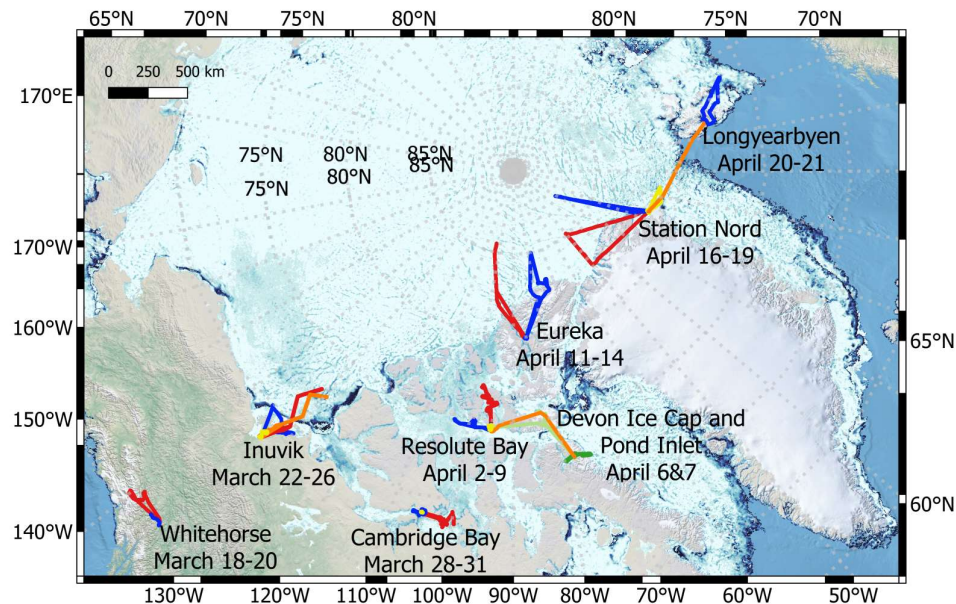 65°N 70°N 75°N 80°N 80°N 75°N 70°N
0 250 500 km
170°E
Longyearbyen
April 20-21
75°N 80°N 85°N
85°N
75°N 80°N
Station Nord
April 16-19
170°W
160°W
Eureka
April 11-14
65°N
150°W
Inuvik
March 22-26
Resolute Bay
April 2-9
Devon Ice Cap and
Pond Inlet
April 6&7
60°N
140°W
Whitehorse
March 18-20
Cambridge Bay
March 28-31
130°W 120°W 110°W 100°W 90°W 80°W 70°W 60°W 50°W